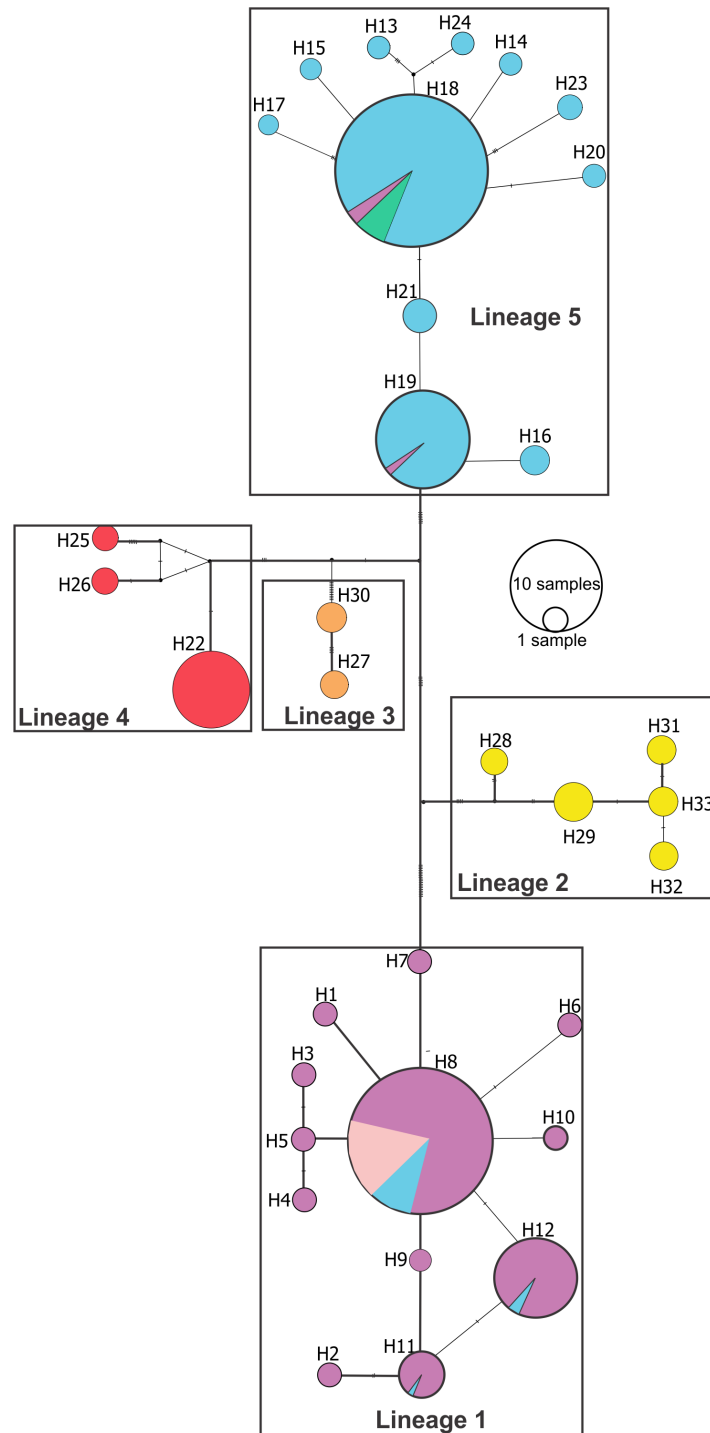 H13
H24
H15
H14
H18
H23
H17
H20
H21
Lineage 5
H19
H16
H25
H26
H30
10 samples
1 sample
H22
H27
Lineage 4
Lineage 3
H28
H31
H33
H29
Lineage 2
H32
H7
H1
H6
H3
H8
H10
H5
H4
H12
H9
H11
H2
Lineage 1